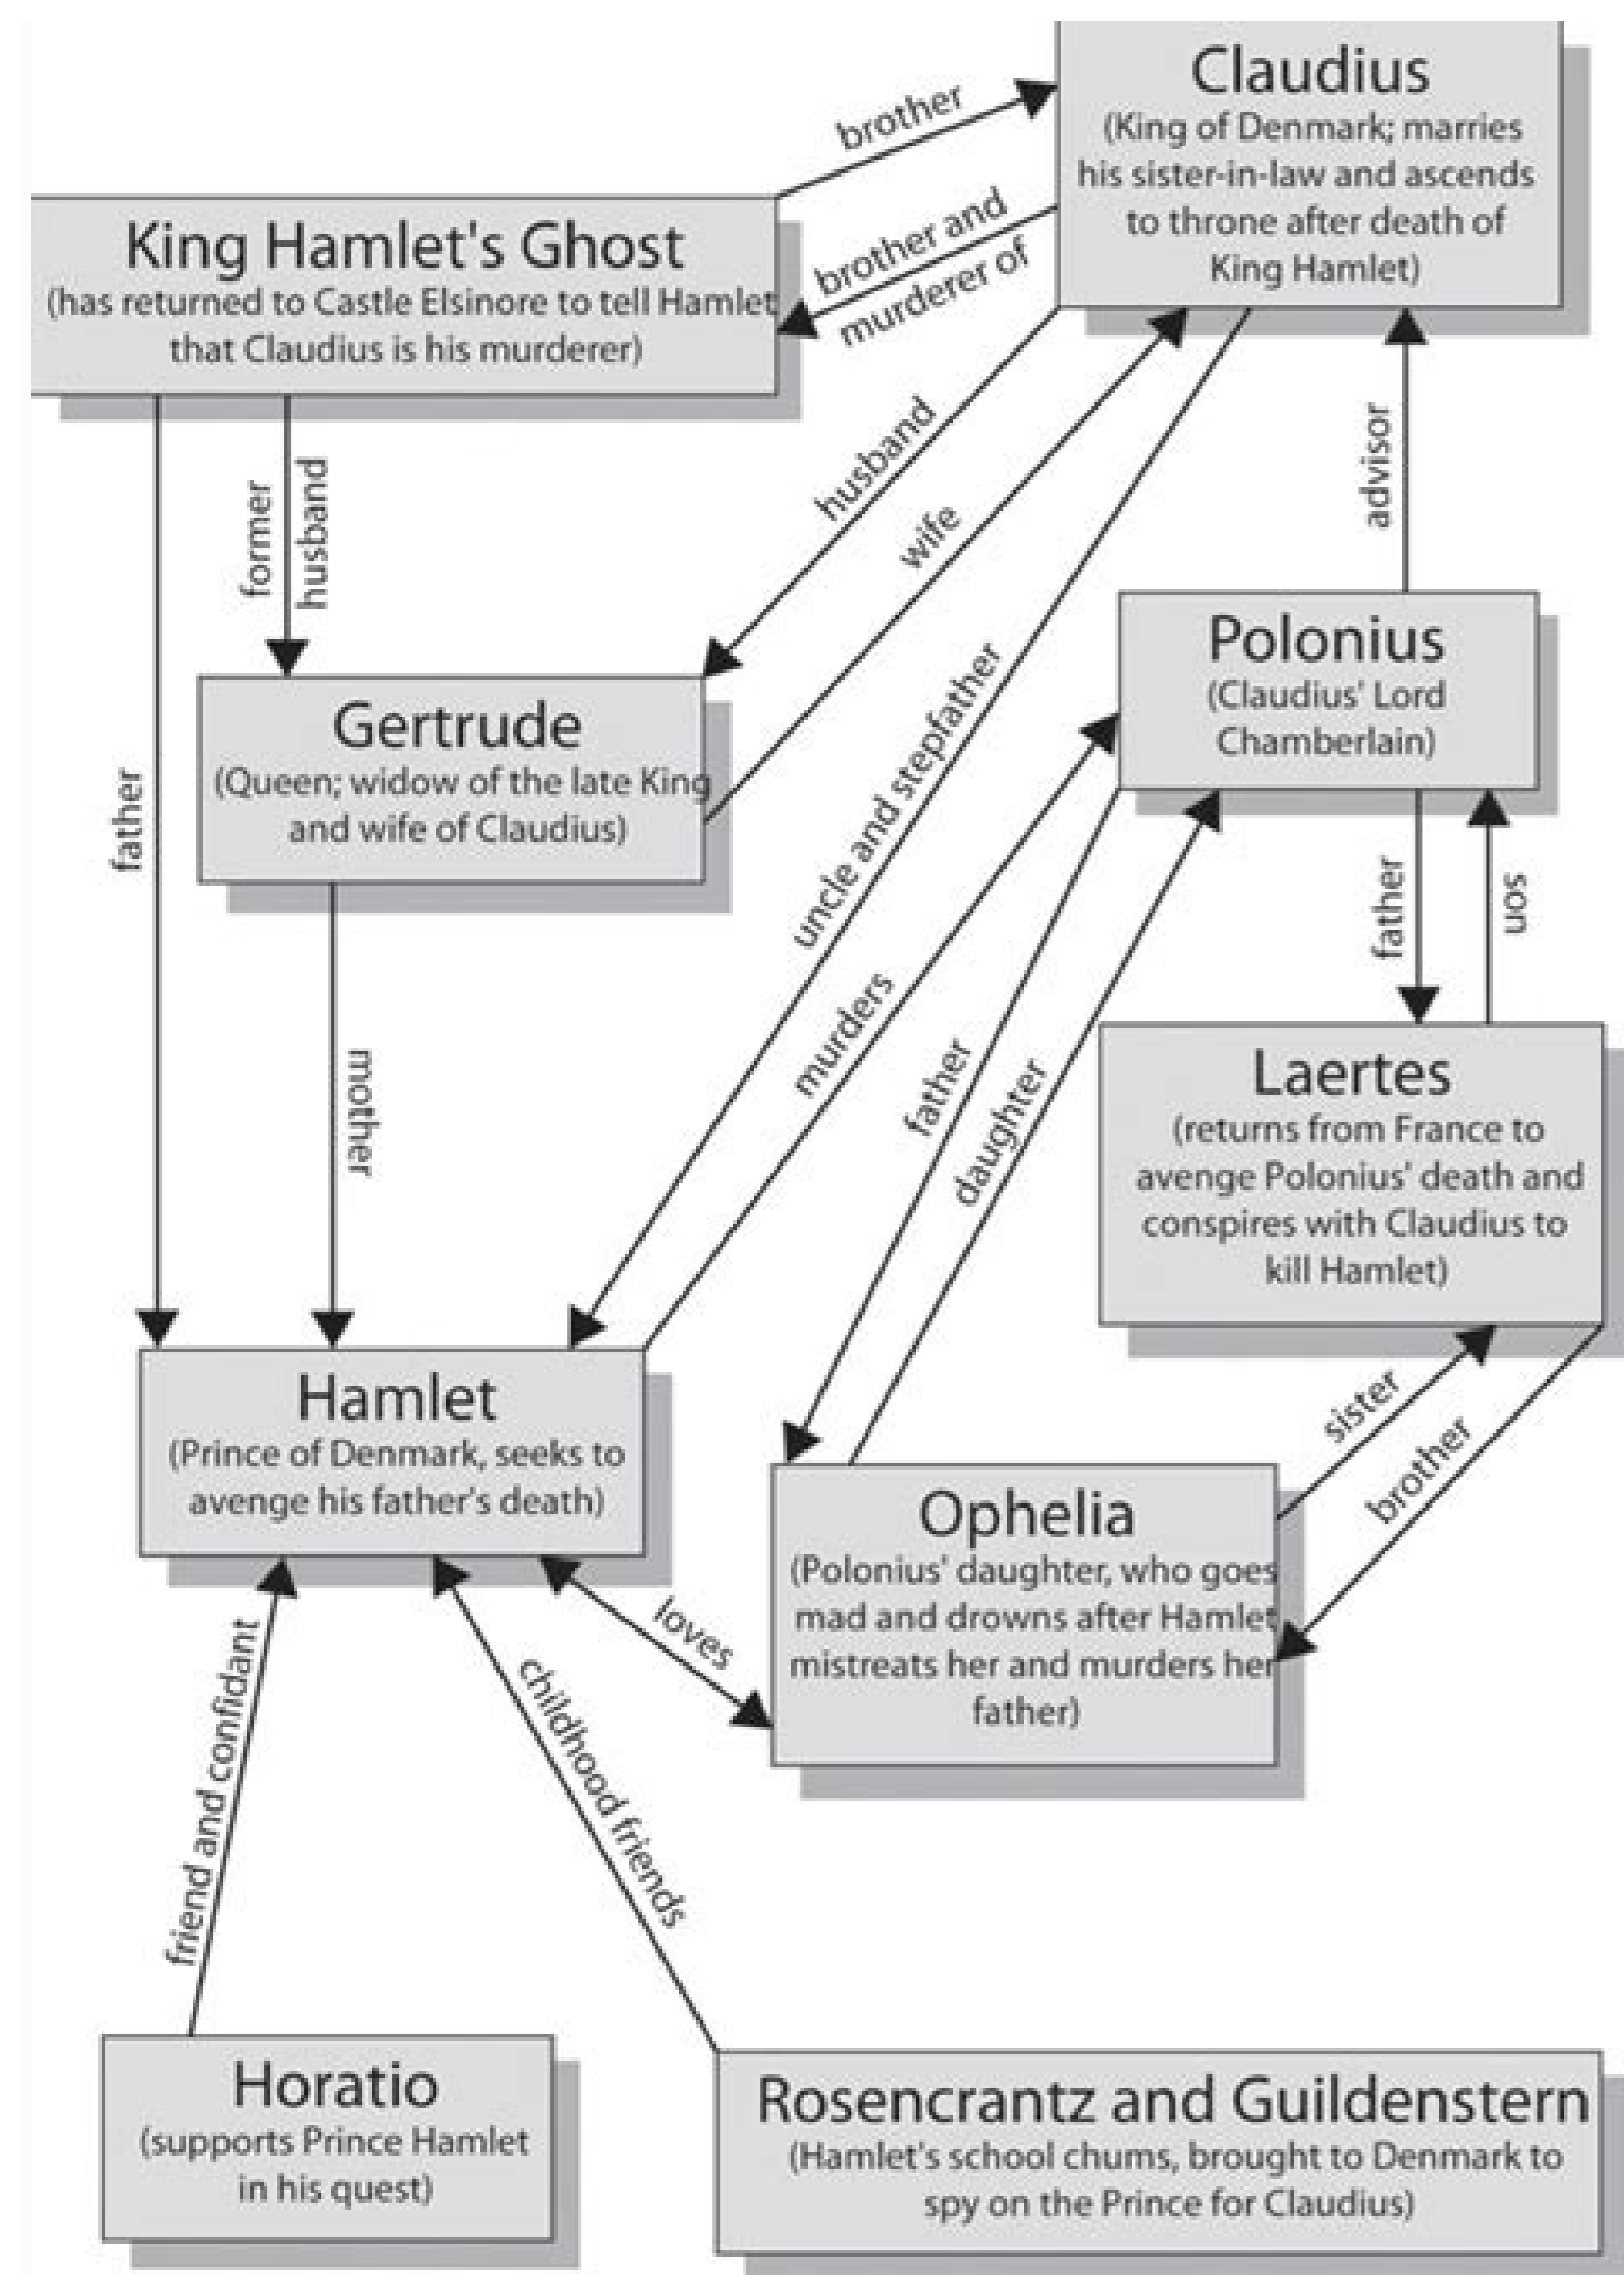 Claudius
(King of Denmark; marries
his sister-in-law and ascends
to throne after death of
King Hamlet)
brother
brother and
murderer of
King Hamlet's Ghost
(has returned to Castle Elsinore to tell Hamlet
that Claudius is his murderer)
husband
wife
advisor
former
husband
father
uncle and stepfather
Polonius
(Claudius' Lord
Chamberlain)
Gertrude
(Queen; widow of the late King
and wife of Claudius)
mother
murders
father
daughter
father
son
Laertes
(returns from France to
avenge Polonius' death and
conspires with Claudius to
kill Hamlet)
Hamlet
(Prince of Denmark, seeks to
avenge his father's death)
sister
brother
Ophelia
(Polonius' daughter, who goes
mad and drowns after Hamlet
mistreats her and murders her
father)
loves
friend and confidant
childhood friends
Horatio
(supports Prince Hamlet
in his quest)
Rosencrantz and Guildenstern
(Hamlet's school chums, brought to Denmark to
spy on the Prince for Claudius)